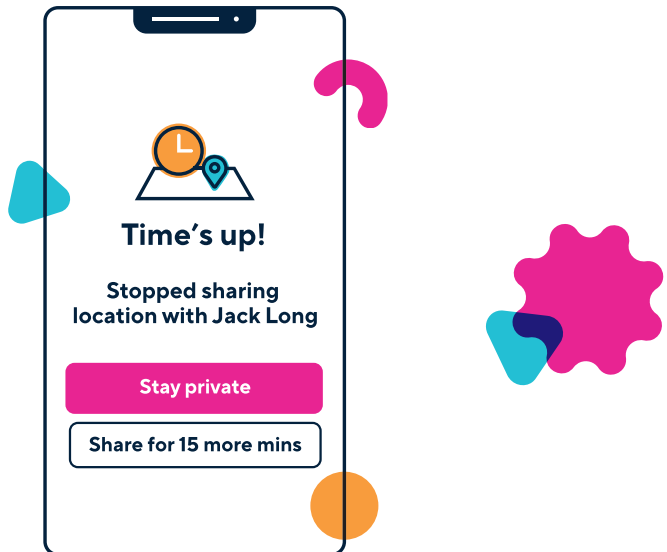 Time's up!
Stopped sharing
location with Jack Long
Stay private
Share for 15 more mins